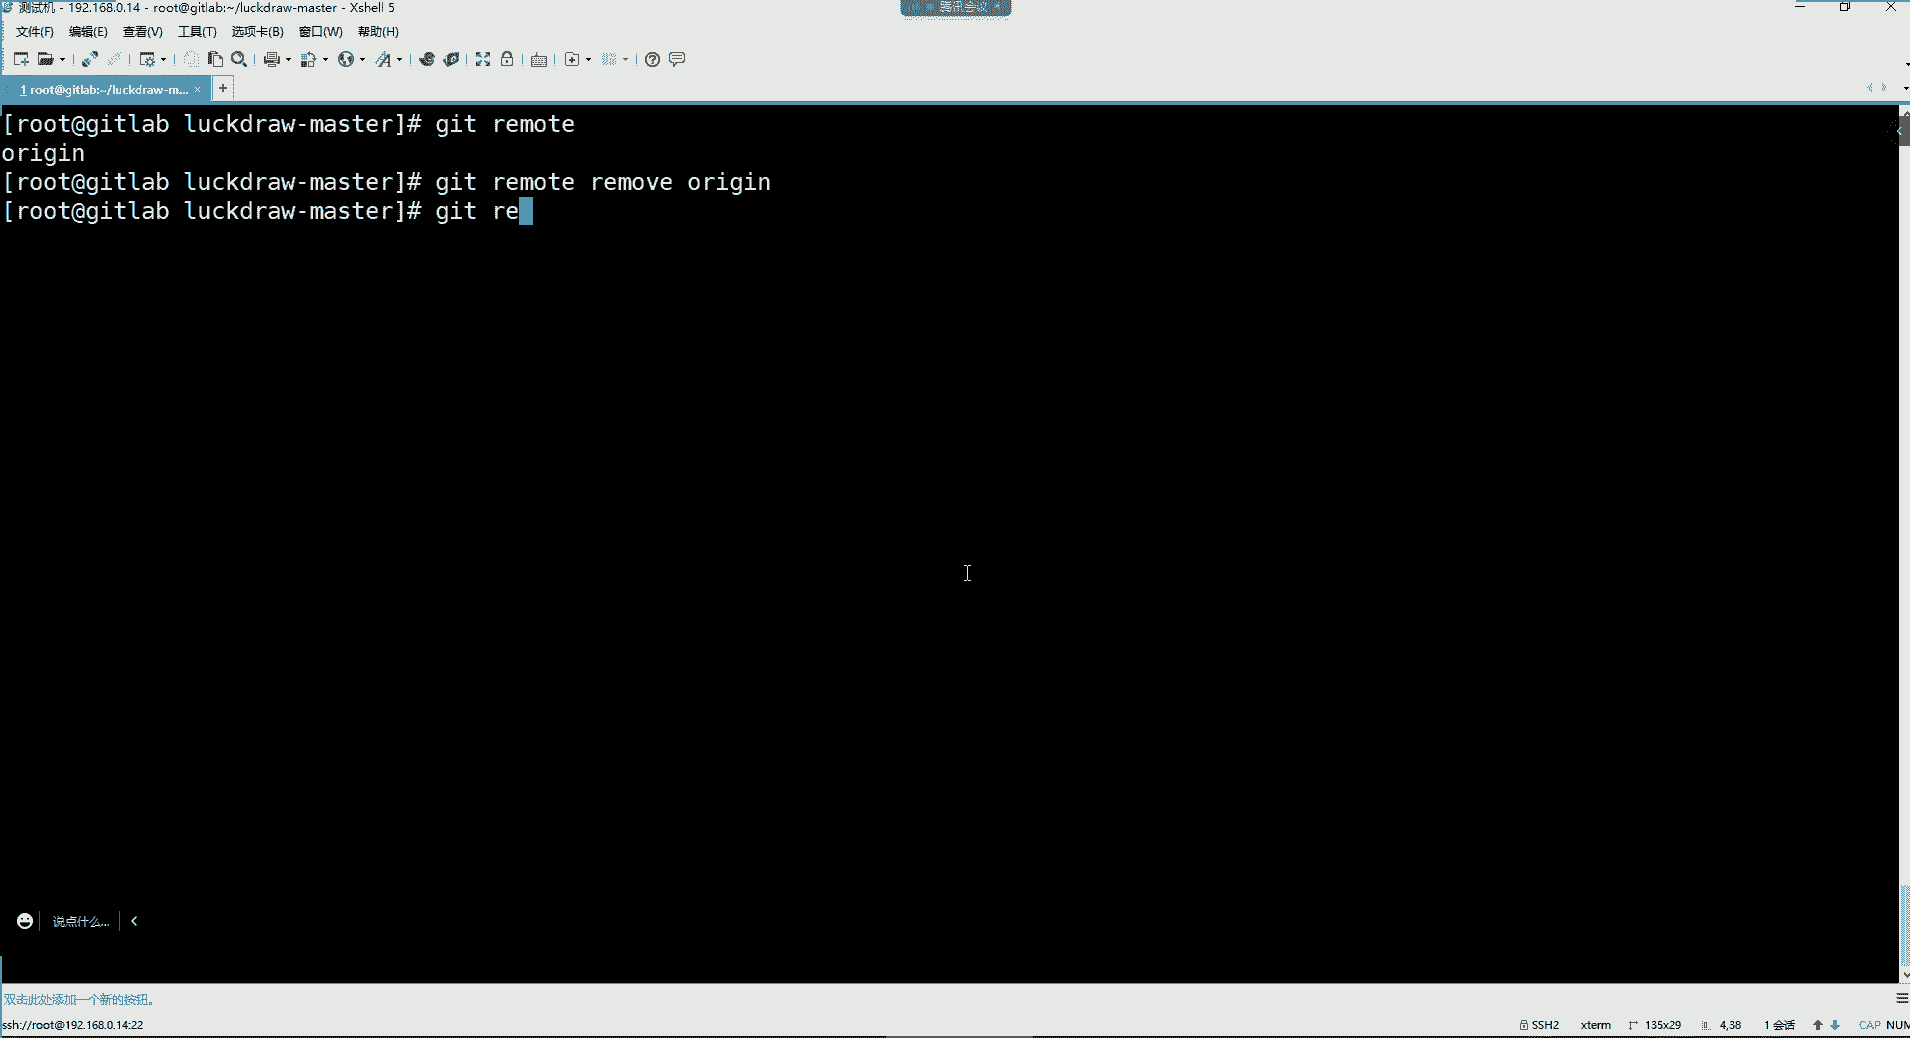 测试机 - 192.168.0.14 - root@gitlab:~/luckdraw-master - Xshell 5
腾讯会议
文件(F) 编辑(E) 查看(V) 工具(T) 选项卡(B) 窗口(W) 帮助(H)
1 root@gitlab:~/luckdraw-m... × +
[root@gitlab luckdraw-master]# git remote
origin
[root@gitlab luckdraw-master]# git remote remove origin
[root@gitlab luckdraw-master]# git re
说点什么...
双击此处添加一个新的按钮。
ssh://root@192.168.0.14:22 SSH2 xterm 135x29 4,38 1 会话 CAP NUM